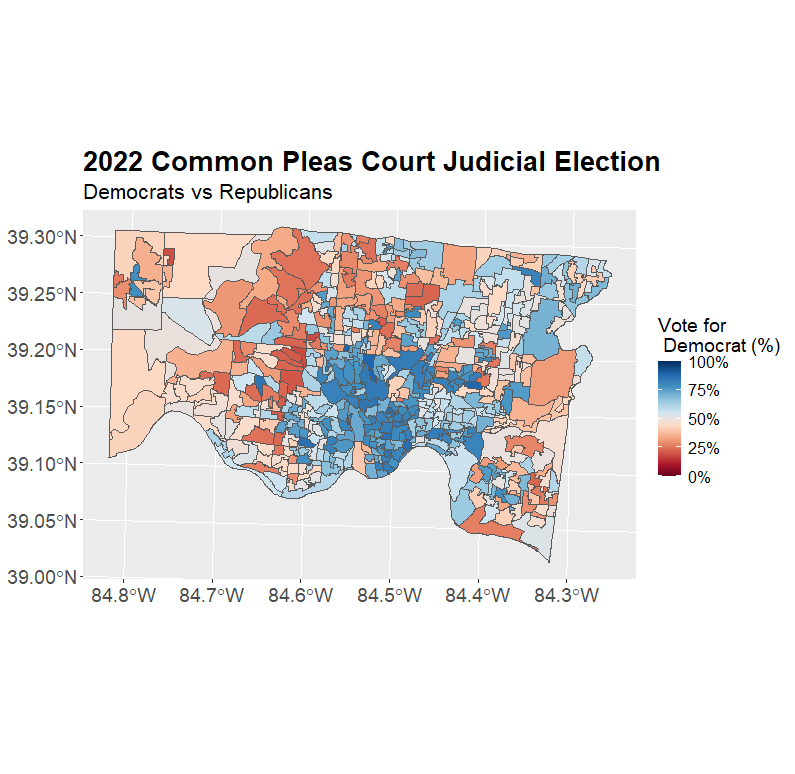 2022 Common Pleas Court Judicial Election
Democrats vs Republicans
39.30°N
39.25°N
39.20°N
39.15°N
39.10°N
39.05°N
39.00°N
84.8°W 84.7°W 84.6°W 84.5°W 84.4°W 84.3°W
Vote for
Democrat (%)
100%
75%
50%
25%
0%